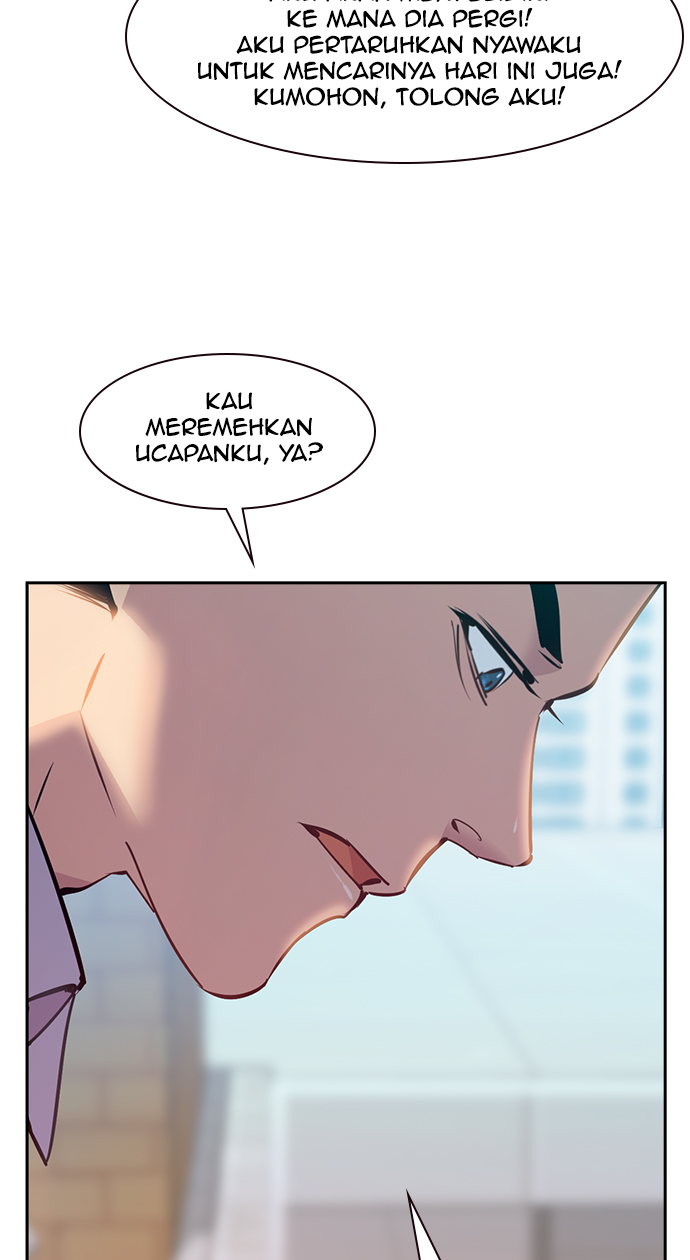 KE MANA DIA PERGI!
AKU PERTARUHKAN NYAWAKU
UNTUK MENCARINYA HARI INI JUGA!
KUMOHON, TOLONG AKU!
KAU
MEREMEHKAN
UCAPANKU, YA?